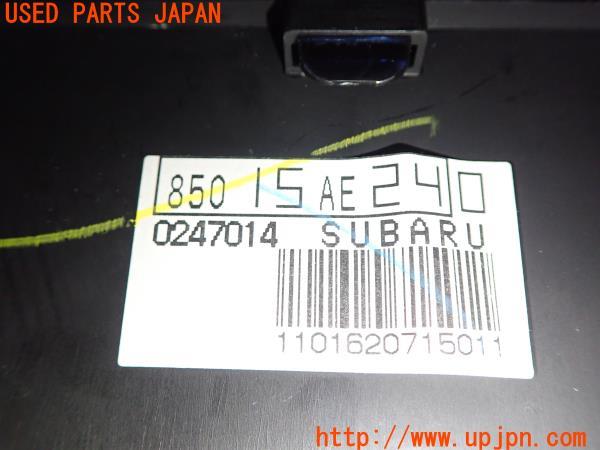 USED PARTS JAPAN
85015AE240
0247014 SUBARU
1101620715011
http://www.upjpn.com/